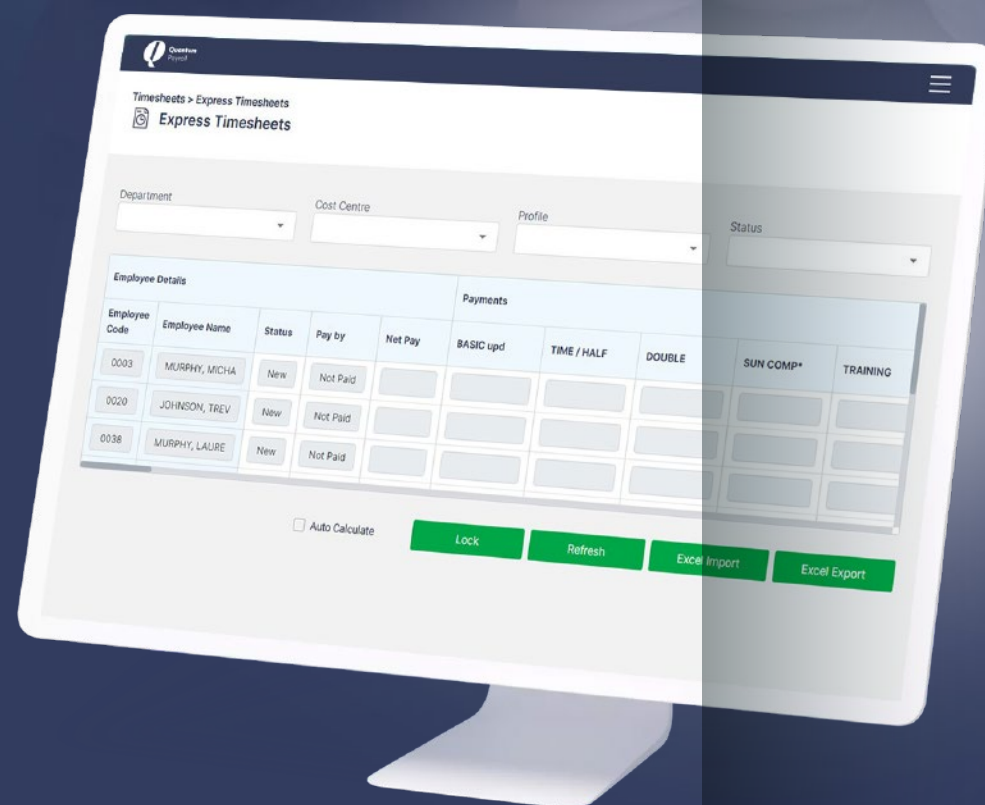 Quantum
Payroll
Timesheets > Express Timesheets
Express Timesheets
Department
Cost Centre
Profile
Status
Employee Details
Payments
Employee Code
Employee Name
Status
Pay by
Net Pay
BASIC upd
TIME / HALF
DOUBLE
SUN COMP*
TRAINING
0003 MURPHY, MICHA New Not Paid
0020 JOHNSON, TREV New Not Paid
0038 MURPHY, LAURE New Not Paid
Auto Calculate
Lock
Refresh
Excel Import
Excel Export